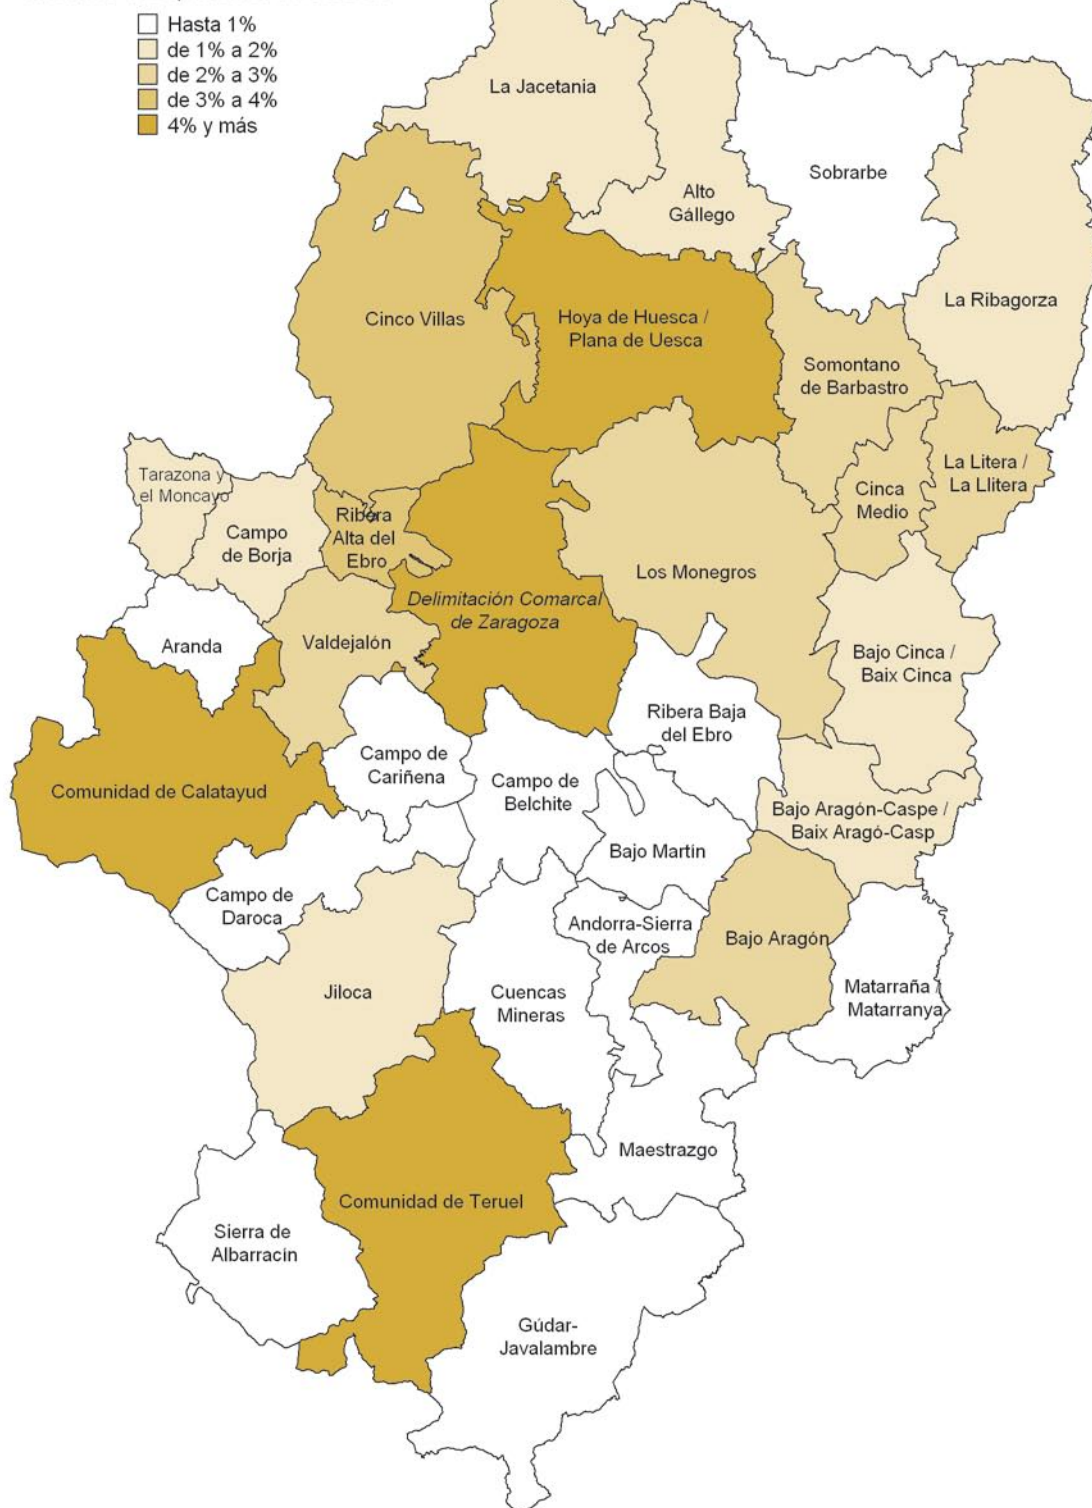 Hasta 1%
de 1% a 2%
de 2% a 3%
de 3% a 4%
4% y más
La Jacetania
Sobrarbe
Alto
Gállego
La Ribagorza
Cinco Villas
Hoya de Huesca /
Plana de Uesca
Somontano
de Barbastro
Tarazona y
el Moncayo
La Litera /
La Llitera
Cinca
Medio
Ribera
Alta del
Ebro
Campo
de Borja
Los Monegros
Delimitación Comarcal
de Zaragoza
Aranda
Valdejalón
Bajo Cinca /
Baix Cinca
Ribera Baja
del Ebro
Campo de
Cariñena
Comunidad de Calatayud
Campo de
Belchite
Bajo Aragón-Caspe /
Baix Aragó-Casp
Bajo Martín
Campo de
Daroca
Andorra-Sierra
de Arcos
Bajo Aragón
Jiloca
Cuencas
Mineras
Matarraña /
Matarranya
Maestrazgo
Comunidad de Teruel
Sierra de
Albarracín
Gúdar-
Javalambre